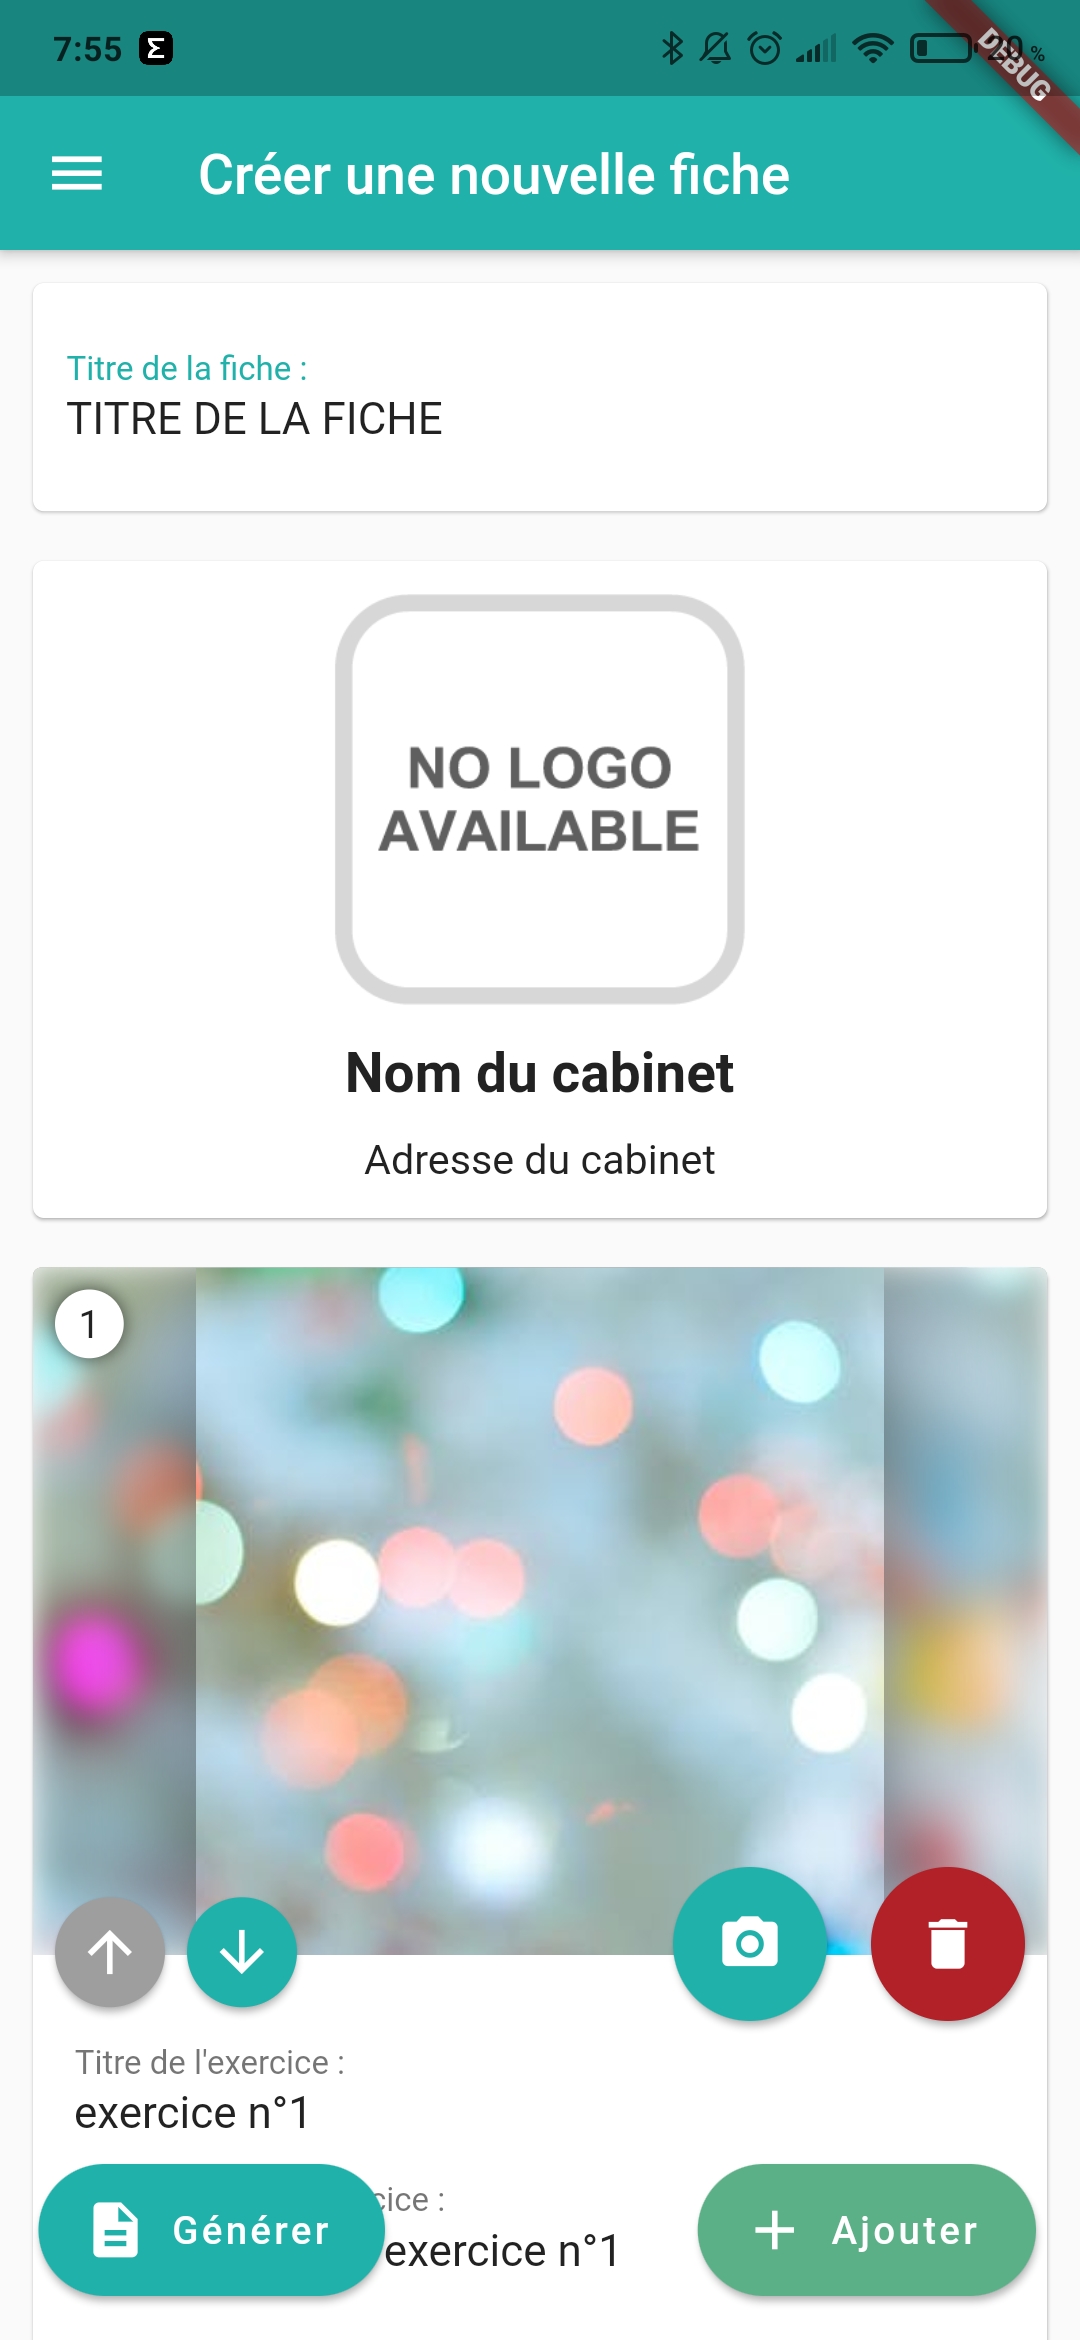 7:55
20 %
DEBUG
Créer une nouvelle fiche
Titre de la fiche :
TITRE DE LA FICHE
NO LOGO
AVAILABLE
Nom du cabinet
Adresse du cabinet
1
Titre de l'exercice :
exercice n°1
cice :
exercice n°1
Générer
Ajouter